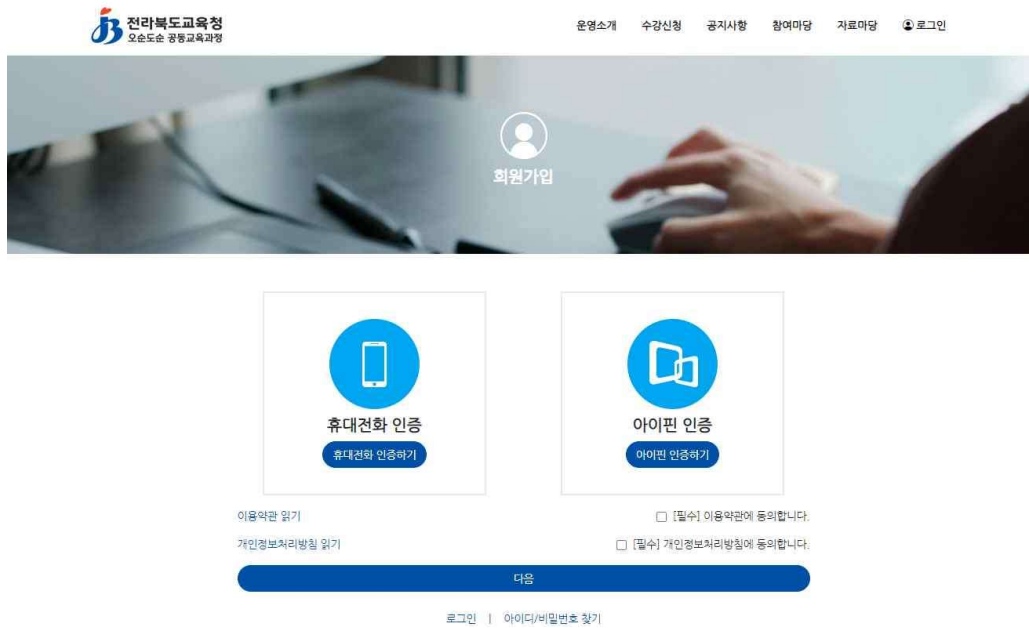 전라북도교육청
오순도순 공동교육과정
운영소개 수강신청 공지사항 참여마당 자료마당 로그인
회원가입
휴대전화 인증
휴대전화 인증하기
아이핀 인증
아이핀 인증하기
이용약관 읽기 [필수] 이용약관에 동의합니다.
개인정보처리방침 읽기 [필수] 개인정보처리방침에 동의합니다.
다음
로그인 | 아이디/비밀번호 찾기